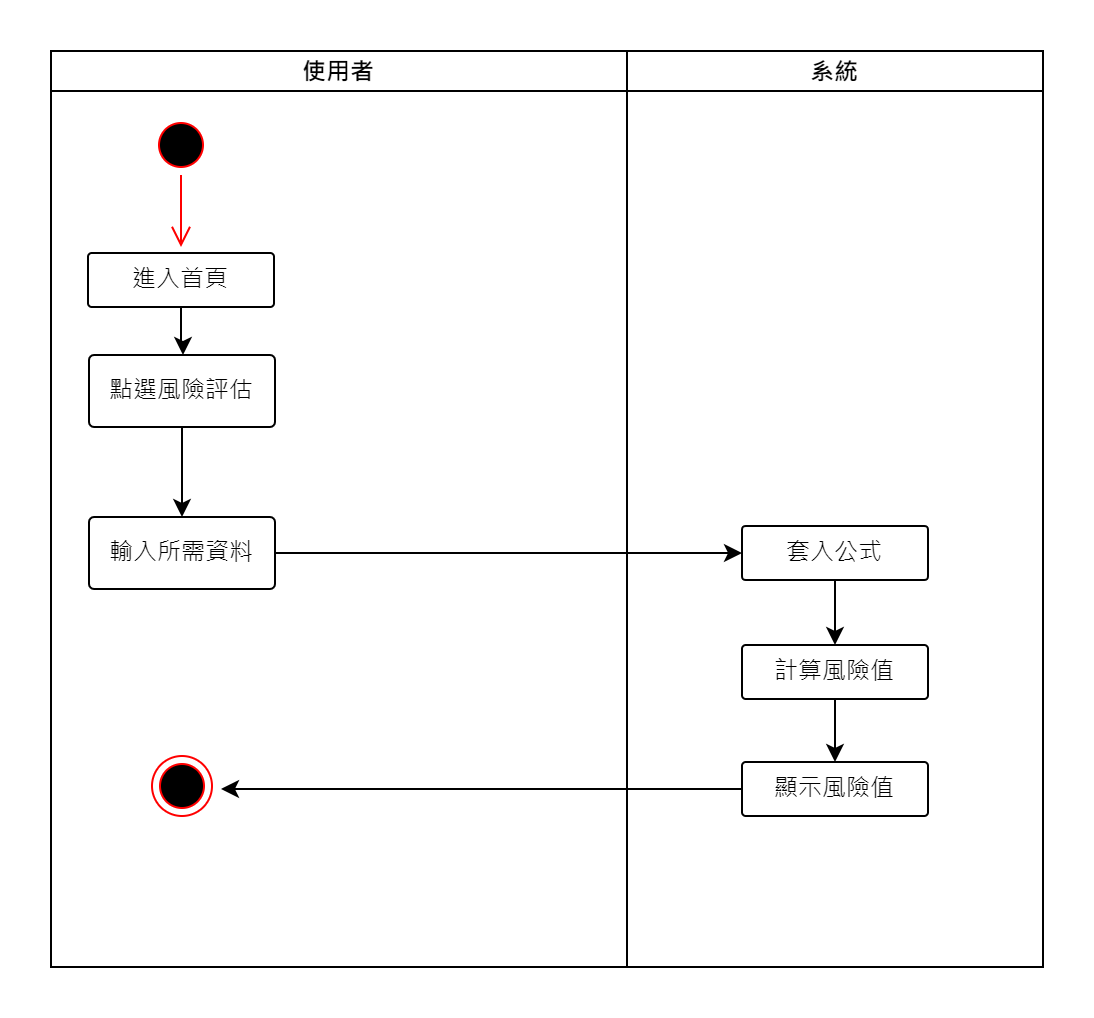 使用者
系統
進入首頁
點選風險評估
輸入所需資料
套入公式
計算風險值
顯示風險值